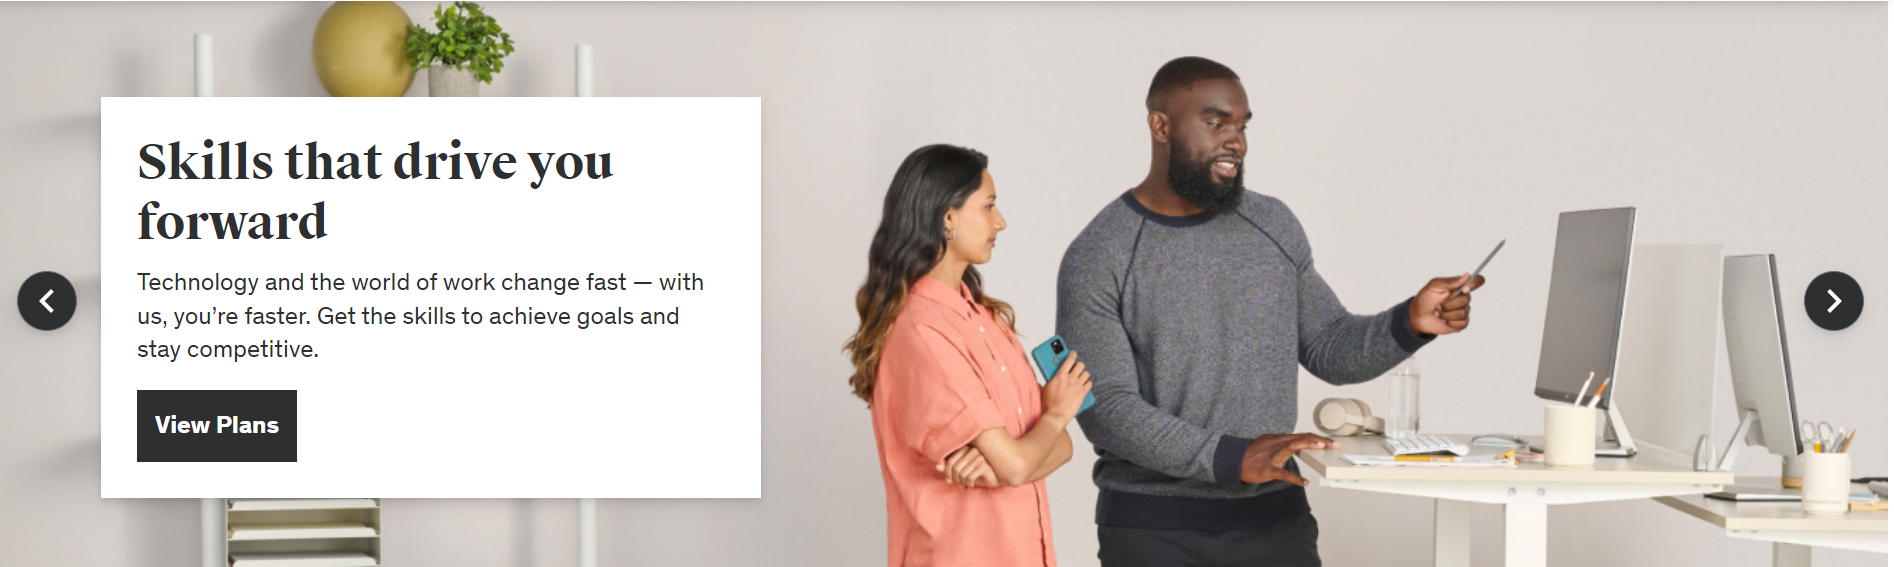 Skills that drive you
forward
Technology and the world of work change fast — with
us, you’re faster. Get the skills to achieve goals and
stay competitive.
View Plans